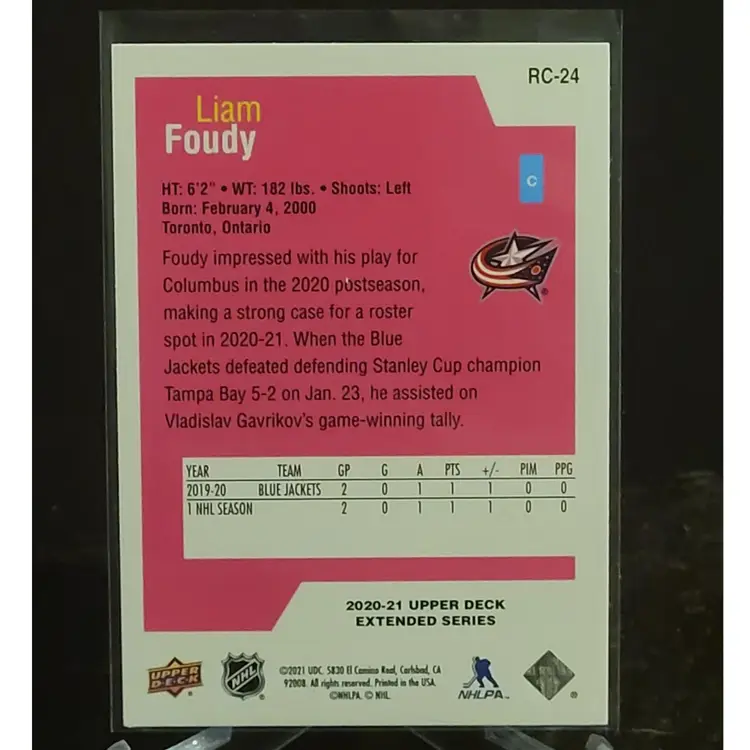 RC-24
Liam
Foudy
C
HT: 6'2" • WT: 182 lbs. • Shoots: Left
Born: February 4, 2000
Toronto, Ontario
Foudy impressed with his play for
Columbus in the 2020 postseason,
making a strong case for a roster
spot in 2020-21. When the Blue
Jackets defeated defending Stanley Cup champion
Tampa Bay 5-2 on Jan. 23, he assisted on
Vladislav Gavrikov's game-winning tally.
YEAR TEAM GP G A PTS +/- PIM PPG
2019-20 BLUE JACKETS 2 0 1 1 1 0 0
1 NHL SEASON 2 0 1 1 1 0 0
2020-21 UPPER DECK
EXTENDED SERIES
UPPER
DECK
NHL
©2021 UDC. 5830 El Camino Real, Carlsbad, CA
92008. All rights reserved. Printed in the USA.
©NHLPA. © NHL.
NHLPA